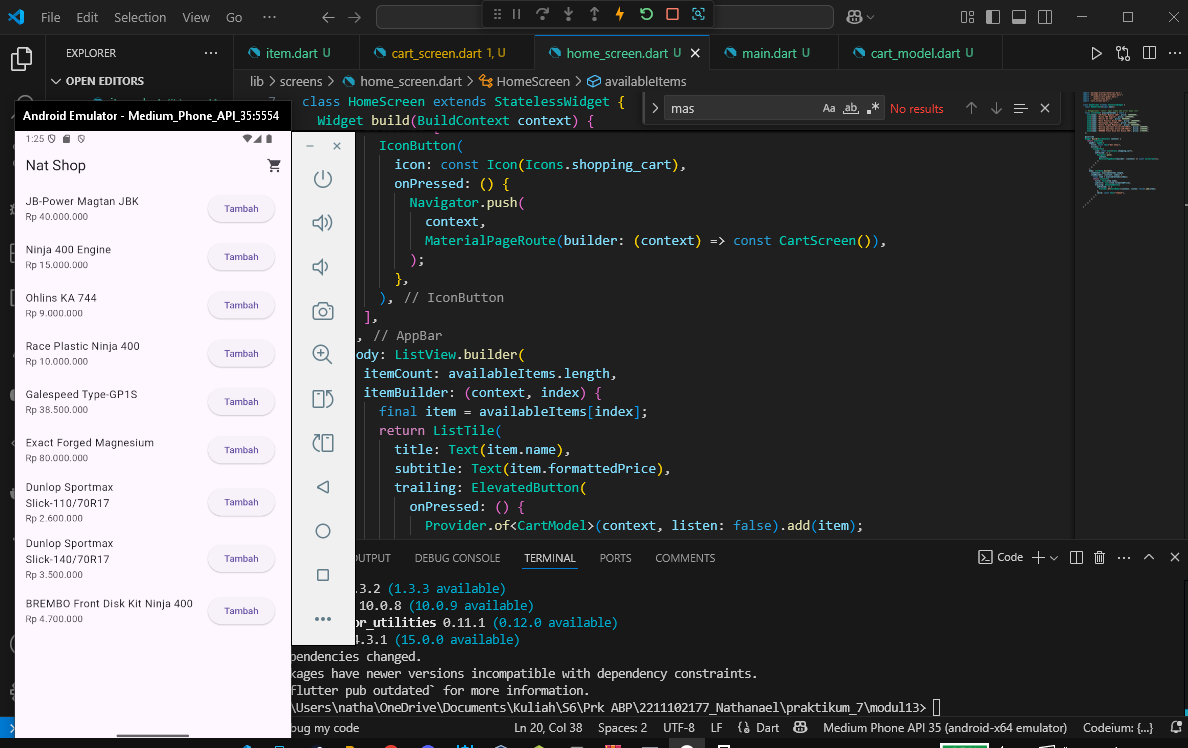 File Edit Selection View Go ···
EXPLORER ···
OPEN EDITORS
item.dart U
cart_screen.dart 1, U
home_screen.dart U
main.dart U
cart_model.dart U
lib > screens > home_screen.dart > HomeScreen > availableItems
mas
Aa ab .*
No results
class HomeScreen extends StatelessWidget {
Widget build(BuildContext context) {
IconButton(
icon: const Icon(Icons.shopping_cart),
onPressed: () {
Navigator.push(
context,
MaterialPageRoute(builder: (context) => const CartScreen()),
);
},
), // IconButton
],
, // AppBar
ody: ListView.builder(
itemCount: availableItems.length,
itemBuilder: (context, index) {
final item = availableItems[index];
return ListTile(
title: Text(item.name),
subtitle: Text(item.formattedPrice),
trailing: ElevatedButton(
onPressed: () {
Provider.of<CartModel>(context, listen: false).add(item);
Android Emulator - Medium_Phone_API_35:5554
1:25
Nat Shop
JB-Power Magtan JBK
Rp 40.000.000
Tambah
Ninja 400 Engine
Rp 15.000.000
Tambah
Ohlins KA 744
Rp 9.000.000
Tambah
Race Plastic Ninja 400
Rp 10.000.000
Tambah
Galespeed Type-GP1S
Rp 38.500.000
Tambah
Exact Forged Magnesium
Rp 80.000.000
Tambah
Dunlop Sportmax
Slick-110/70R17
Rp 2.600.000
Tambah
Dunlop Sportmax
Slick-140/70R17
Rp 3.500.000
Tambah
BREMBO Front Disk Kit Ninja 400
Rp 4.700.000
Tambah
OUTPUT DEBUG CONSOLE TERMINAL PORTS COMMENTS
Code
.3.2 (1.3.3 available)
10.0.8 (10.0.9 available)
or_utilities 0.11.1 (0.12.0 available)
4.3.1 (15.0.0 available)
pendencies changed.
kages have newer versions incompatible with dependency constraints.
flutter pub outdated` for more information.
\Users\natha\OneDrive\Documents\Kuliah\S6\Prk ABP\2211102177_Nathanael\praktikum_7\modul13>
bug my code
Ln 20, Col 38 Spaces: 2 UTF-8 LF {} Dart Medium Phone API 35 (android-x64 emulator) Codeium: {...}